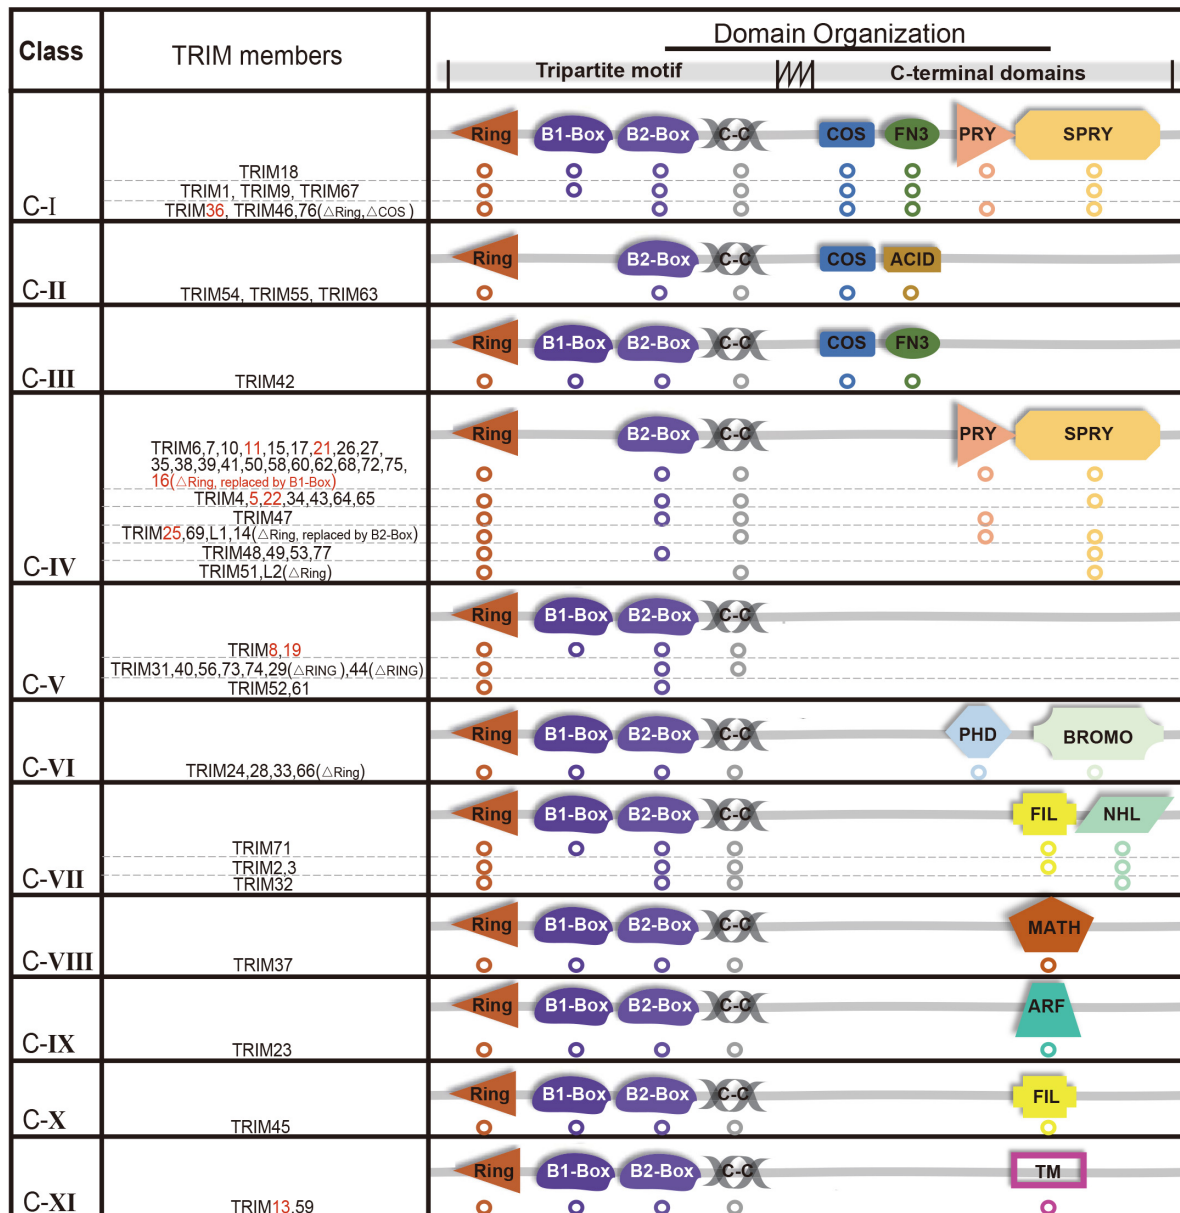 Class
TRIM members
Domain Organization
Tripartite motif
C-terminal domains
Ring B1-Box B2-Box C-C COS FN3 PRY SPRY
TRIM18
TRIM1, TRIM9, TRIM67
C-I
TRIM36, TRIM46,76(△Ring,△COS)
Ring B2-Box C-C COS ACID
C-II
TRIM54, TRIM55, TRIM63
Ring B1-Box B2-Box C-C COS FN3
C-III
TRIM42
Ring B2-Box C-C PRY SPRY
TRIM6,7,10,11,15,17,21,26,27,
35,38,39,41,50,58,60,62,68,72,75,
16(△Ring, replaced by B1-Box)
TRIM4,5,22,34,43,64,65
TRIM47
TRIM25,69,L1,14(△Ring, replaced by B2-Box)
TRIM48,49,53,77
C-IV
TRIM51,L2(△Ring)
Ring B1-Box B2-Box C-C
TRIM8,19
TRIM31,40,56,73,74,29(△RING),44(△RING)
C-V
TRIM52,61
Ring B1-Box B2-Box C-C PHD BROMO
C-VI
TRIM24,28,33,66(△Ring)
Ring B1-Box B2-Box C-C FIL NHL
TRIM71
TRIM2,3
C-VII
TRIM32
Ring B1-Box B2-Box C-C MATH
C-VIII
TRIM37
Ring B1-Box B2-Box C-C ARF
C-IX
TRIM23
Ring B1-Box B2-Box C-C FIL
C-X
TRIM45
Ring B1-Box B2-Box C-C TM
C-XI
TRIM13,59